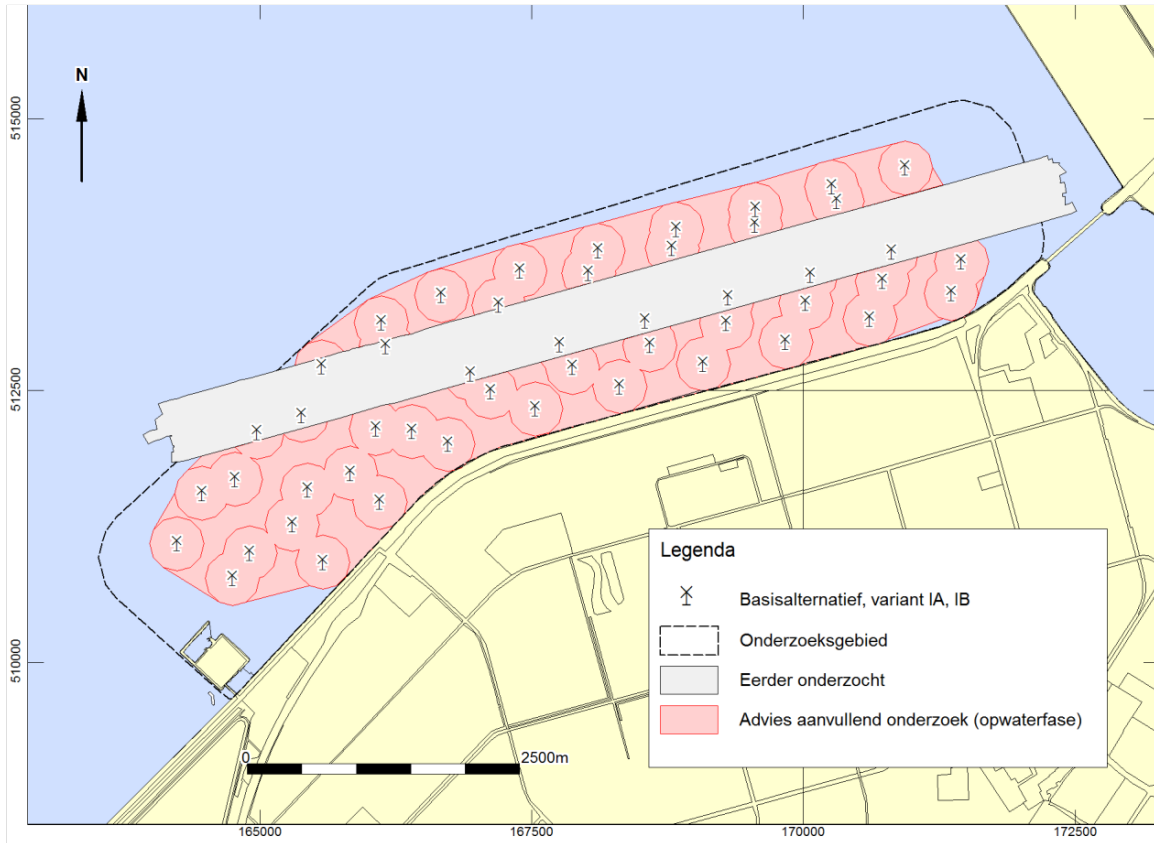 N
515000
512500
510000
Legenda
Basisalternatief, variant IA, IB
Onderzoeksgebied
Eerder onderzocht
Advies aanvullend onderzoek (opwaterfase)
0 2500m
165000 167500 170000 172500